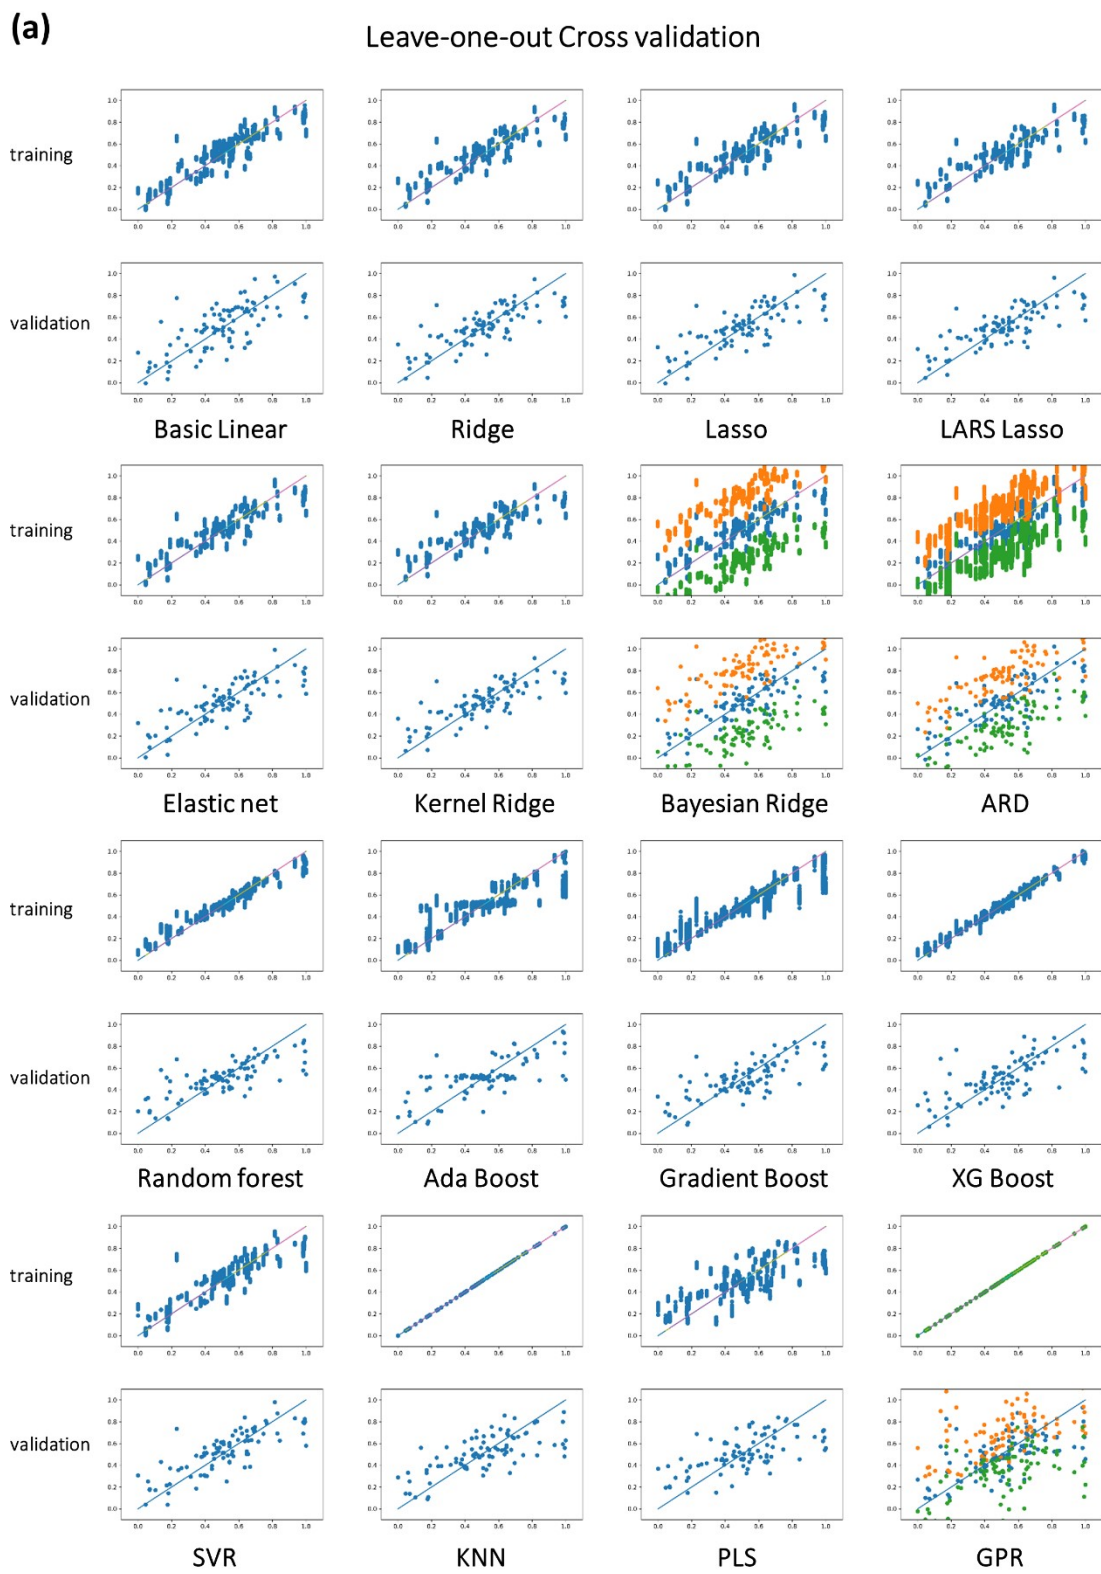 (a)
Leave-one-out Cross validation
training
validation
Basic Linear Ridge Lasso LARS Lasso
training
validation
Elastic net Kernel Ridge Bayesian Ridge ARD
training
validation
Random forest Ada Boost Gradient Boost XG Boost
training
validation
SVR KNN PLS GPR